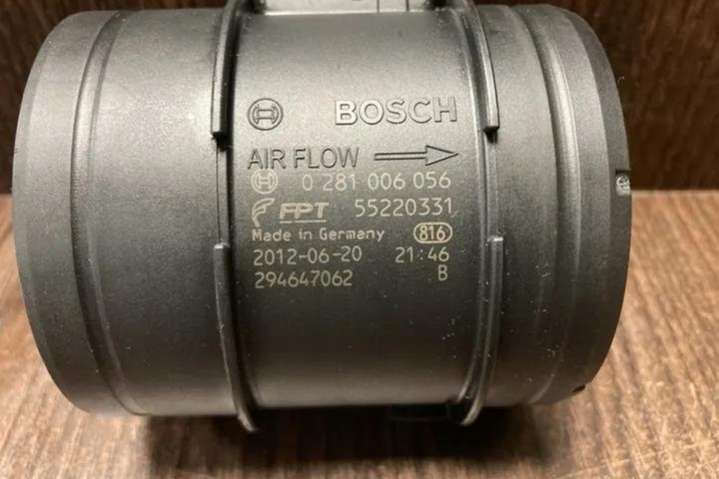 BOSCH
AIR FLOW
0 281 006 056
FPT 55220331
Made in Germany 816
2012-06-20 21:46
294647062 B